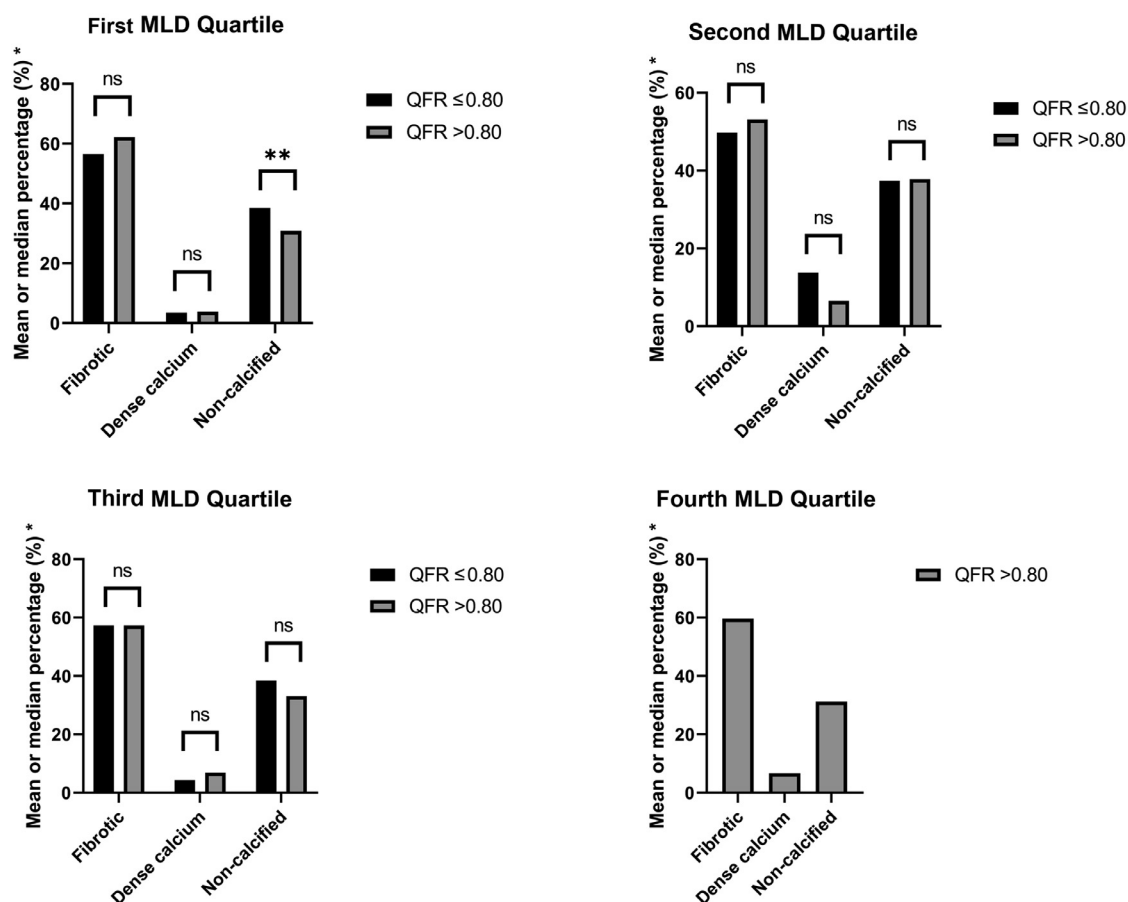 First MLD Quartile
Mean or median percentage (%) *
80
60
40
20
0
ns
ns
**
Fibrotic
Dense calcium
Non-calcified
QFR ≤0.80
QFR >0.80
Second MLD Quartile
Mean or median percentage (%) *
60
40
20
0
ns
ns
ns
Fibrotic
Dense calcium
Non-calcified
QFR ≤0.80
QFR >0.80
Third MLD Quartile
Mean or median percentage (%) *
80
60
40
20
0
ns
ns
ns
Fibrotic
Dense calcium
Non-calcified
QFR ≤0.80
QFR >0.80
Fourth MLD Quartile
Mean or median percentage (%) *
80
60
40
20
0
Fibrotic
Dense calcium
Non-calcified
QFR >0.80